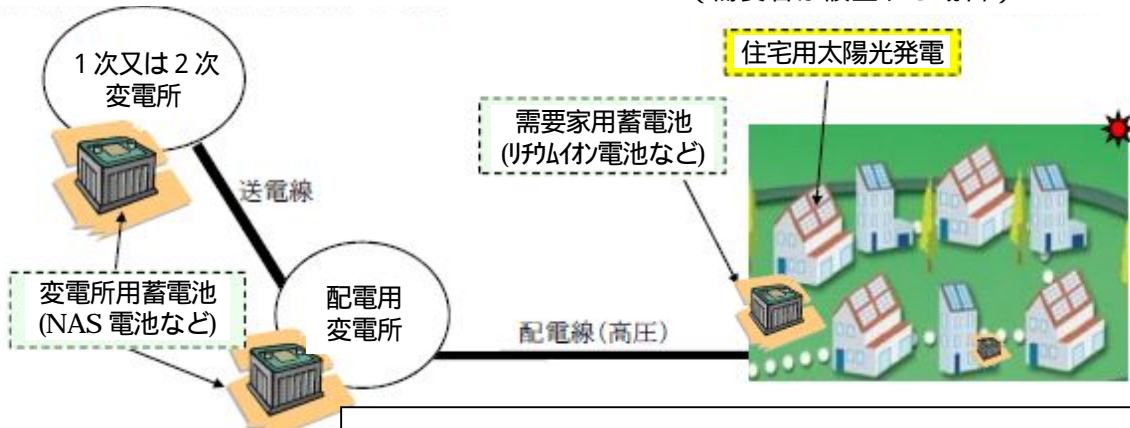 1 次又は 2 次
変電所
住宅用太陽光発電
需要家用蓄電池
(リチウムイオン電池など)
送電線
変電所用蓄電池
(NAS 電池など)
配電用
変電所
配電線(高圧)